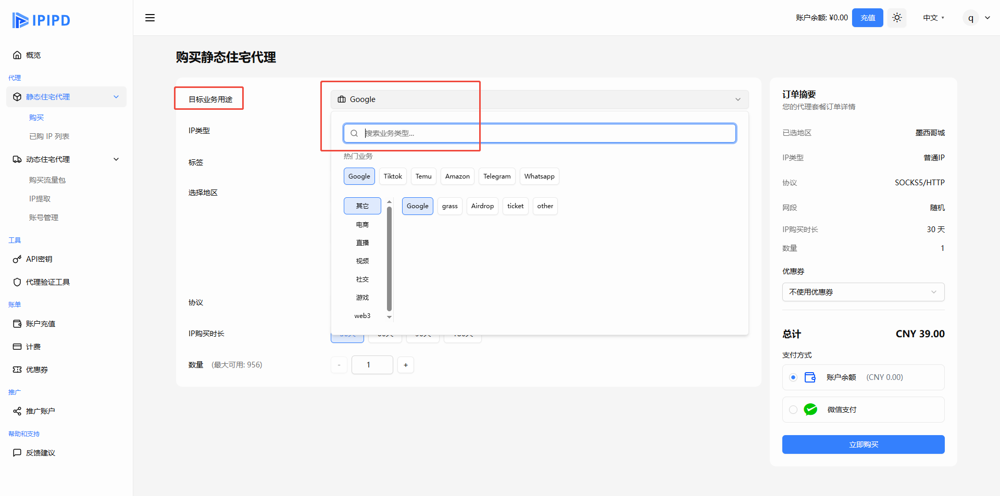 IPIPD
账户余额: ¥0.00
充值
中文
q
概览
代理
静态住宅代理
购买
已购 IP 列表
动态住宅代理
购买流量包
IP提取
账号管理
工具
API密钥
代理验证工具
账单
账户充值
计费
优惠券
推广
推广账户
帮助和支持
反馈建议
购买静态住宅代理
目标业务用途
Google
搜索业务类型...
热门业务
Google Tiktok Temu Amazon Telegram Whatsapp
其它
电商
直播
视频
社交
游戏
web3
Google grass Airdrop ticket other
IP类型
标签
选择地区
协议
IP购买时长
数量 (最大可用: 956)
- 1 +
订单摘要
您的代理套餐订单详情
已选地区 墨西哥城
IP类型 普通IP
协议 SOCKS5/HTTP
网段 随机
IP购买时长 30 天
数量 1
优惠券
不使用优惠券
总计 CNY 39.00
支付方式
账户余额 (CNY 0.00)
微信支付
立即购买